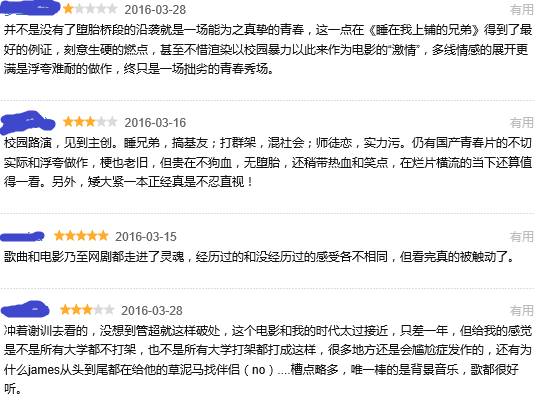 2016-03-28 有用
并不是没有了堕胎桥段的沿袭就是一场能为之真挚的青春，这一点在《睡在我上铺的兄弟》得到了最
好的例证，刻意生硬的燃点，甚至不惜渲染以校园暴力以此来作为电影的“激情”，多线情感的展开更
满是浮夸难耐的做作，终只是一场拙劣的青春秀场。
2016-03-16 有用
校园路演，见到主创。睡兄弟，搞基友；打群架，混社会；师徒恋，实力污。仍有国产青春片的不切
实际和浮夸做作，梗也老旧，但贵在不狗血，无堕胎，还稍带热血和笑点，在烂片横流的当下还算值
得一看。另外，矮大紧一本正经真是不忍直视！
2016-03-15 有用
歌曲和电影乃至网剧都走进了灵魂，经历过的和没经历过的感受各不相同，但看完真的被触动了。
2016-03-28 有用
冲着谢训去看的，没想到管超就这样破处，这个电影和我的时代太过接近，只差一年，但给我的感觉
是不是所有大学都不打架，也不是所有大学打架都打成这样，很多地方还是会尴尬症发作的，还有为
什么james从头到尾都在给他的草泥马找伴侣（no）....槽点略多，唯一棒的是背景音乐，歌都很好
听。